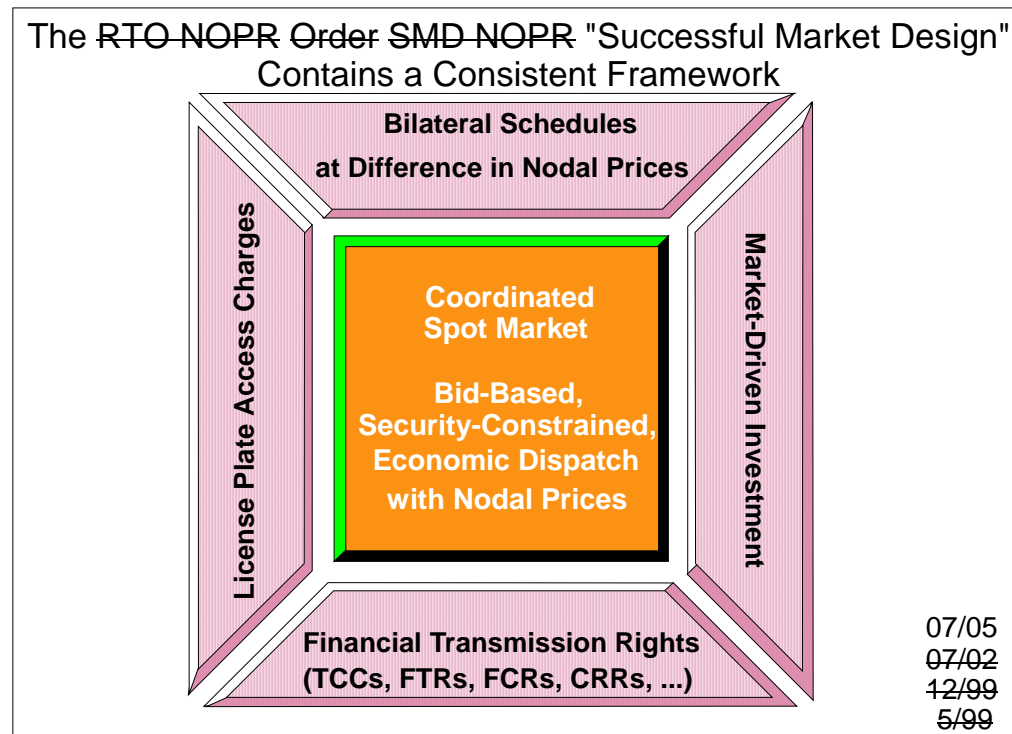 The RTO NOPR Order SMD NOPR "Successful Market Design"
Contains a Consistent Framework
Bilateral Schedules
at Difference in Nodal Prices
License Plate Access Charges
Coordinated
Spot Market
Bid-Based,
Security-Constrained,
Economic Dispatch
with Nodal Prices
Market-Driven Investment
Financial Transmission Rights
(TCCs, FTRs, FCRs, CRRs, ...)
07/05
07/02
12/99
5/99